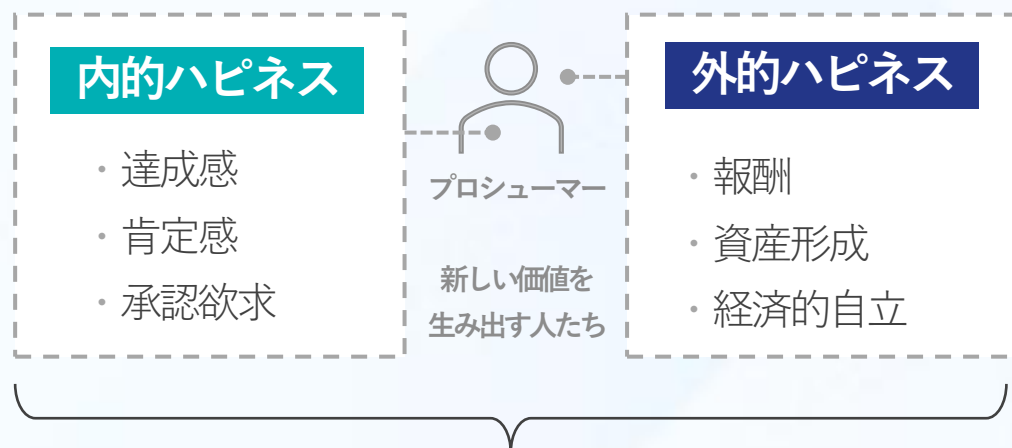 内的ハピネス
・達成感
・肯定感
・承認欲求
プロシューマー
新しい価値を
生み出す人たち
外的ハピネス
・報酬
・資産形成
・経済的自立